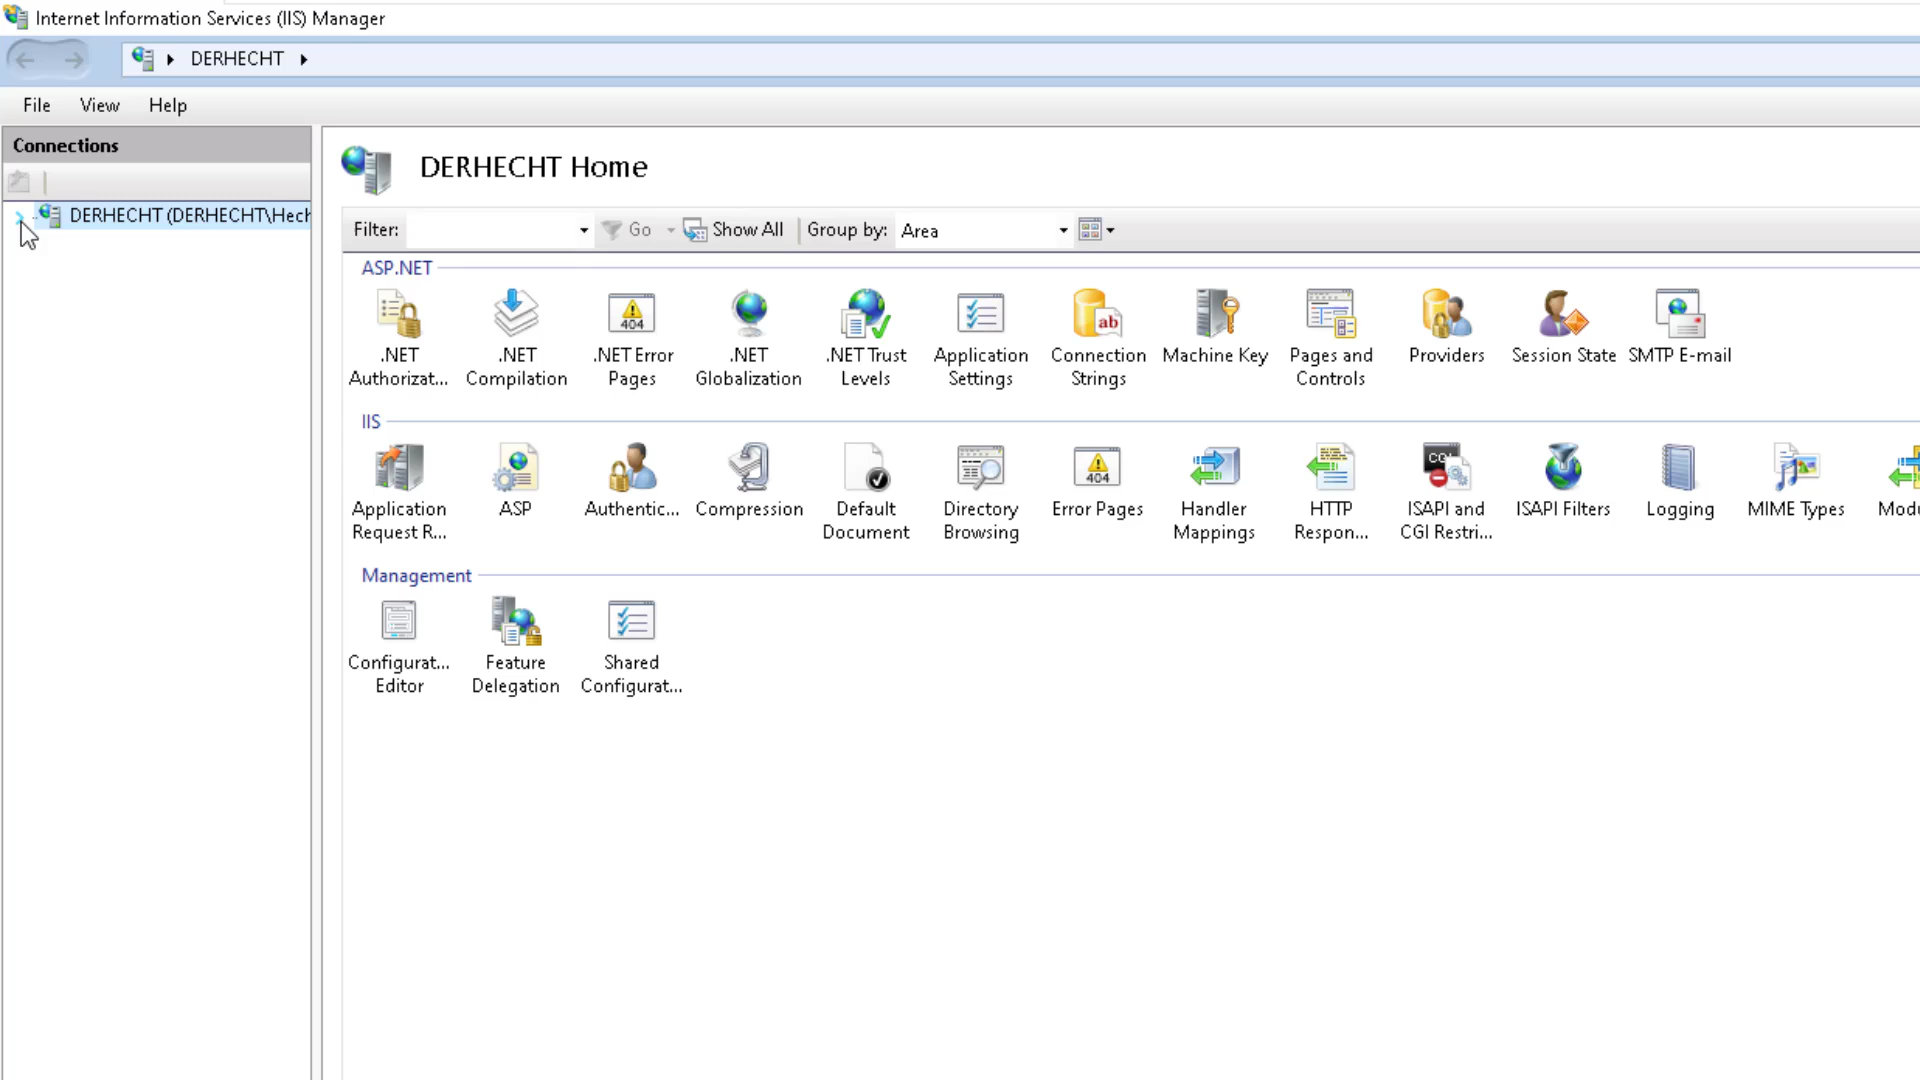 Internet Information Services (IIS) Manager
DERHECHT
File View Help
Connections
DERHECHT (DERHECHT\Hech
DERHECHT Home
Filter: Go Show All Group by: Area
ASP.NET
.NET Authorizat...
.NET Compilation
.NET Error Pages
.NET Globalization
.NET Trust Levels
Application Settings
Connection Strings
Machine Key
Pages and Controls
Providers
Session State
SMTP E-mail
IIS
Application Request R...
ASP
Authentic...
Compression
Default Document
Directory Browsing
Error Pages
Handler Mappings
HTTP Respon...
ISAPI and CGI Restri...
ISAPI Filters
Logging
MIME Types
Modu
Management
Configurat... Editor
Feature Delegation
Shared Configurat...
404
ab
404